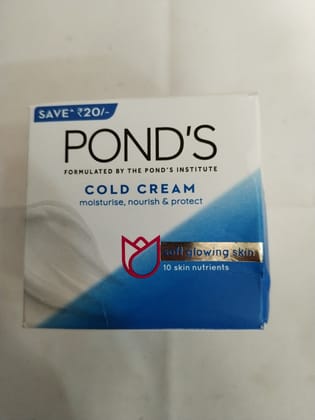 SAVE^ ₹20/-
POND'S
FORMULATED BY THE POND'S INSTITUTE
COLD CREAM
moisturise, nourish & protect
soft glowing skin
10 skin nutrients